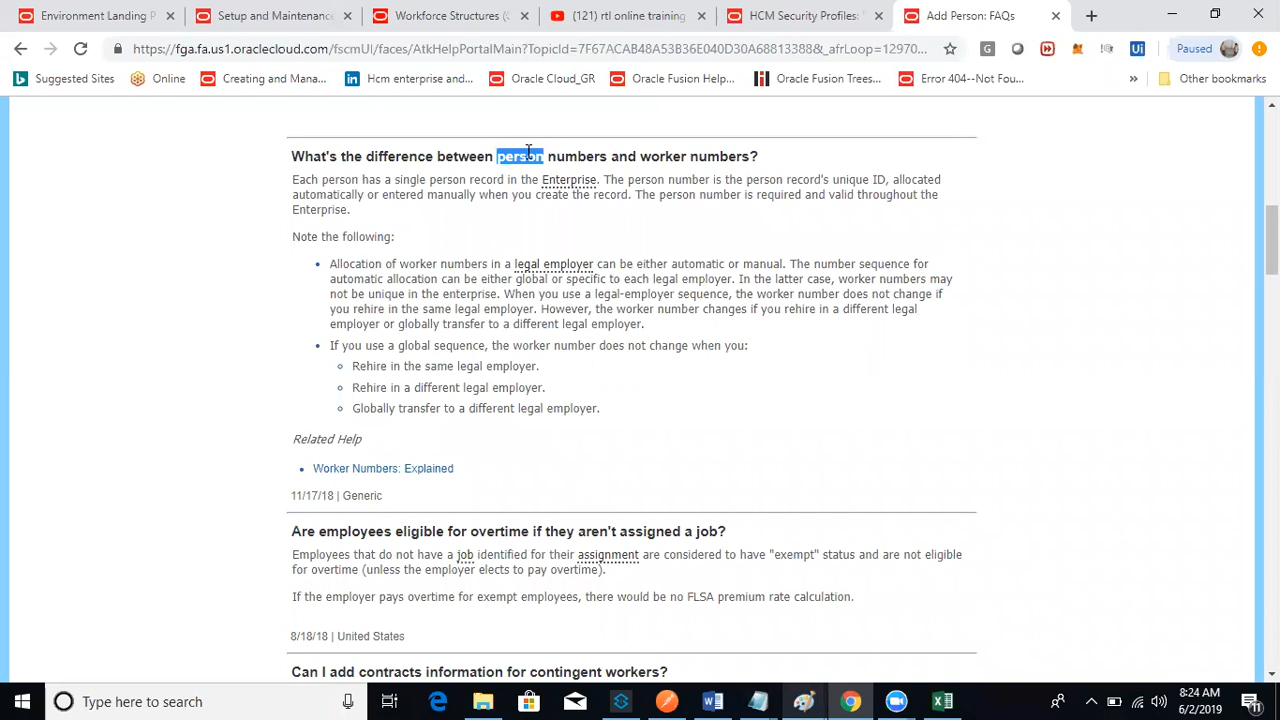 Environment Landing P
Setup and Maintenance
Workforce Structures (
(121) rtl online training
HCM Security Profiles:
Add Person: FAQs
https://fga.fa.us1.oraclecloud.com/fscmUI/faces/AtkHelpPortalMain?TopicId=7F67ACAB48A53B36E040D30A68813388&_afrLoop=12970...
Paused
Suggested Sites
Online
Creating and Mana...
Hcm enterprise and...
Oracle Cloud_GR
Oracle Fusion Help...
Oracle Fusion Trees...
Error 404--Not Fou...
Other bookmarks
What's the difference between person numbers and worker numbers?
Each person has a single person record in the Enterprise. The person number is the person record's unique ID, allocated
automatically or entered manually when you create the record. The person number is required and valid throughout the
Enterprise.
Note the following:
• Allocation of worker numbers in a legal employer can be either automatic or manual. The number sequence for
automatic allocation can be either global or specific to each legal employer. In the latter case, worker numbers may
not be unique in the enterprise. When you use a legal-employer sequence, the worker number does not change if
you rehire in the same legal employer. However, the worker number changes if you rehire in a different legal
employer or globally transfer to a different legal employer.
• If you use a global sequence, the worker number does not change when you:
Rehire in the same legal employer.
Rehire in a different legal employer.
Globally transfer to a different legal employer.
Related Help
• Worker Numbers: Explained
11/17/18 | Generic
Are employees eligible for overtime if they aren't assigned a job?
Employees that do not have a job identified for their assignment are considered to have "exempt" status and are not eligible
for overtime (unless the employer elects to pay overtime).
If the employer pays overtime for exempt employees, there would be no FLSA premium rate calculation.
8/18/18 | United States
Can I add contracts information for contingent workers?
Type here to search
8:24 AM
6/2/2019